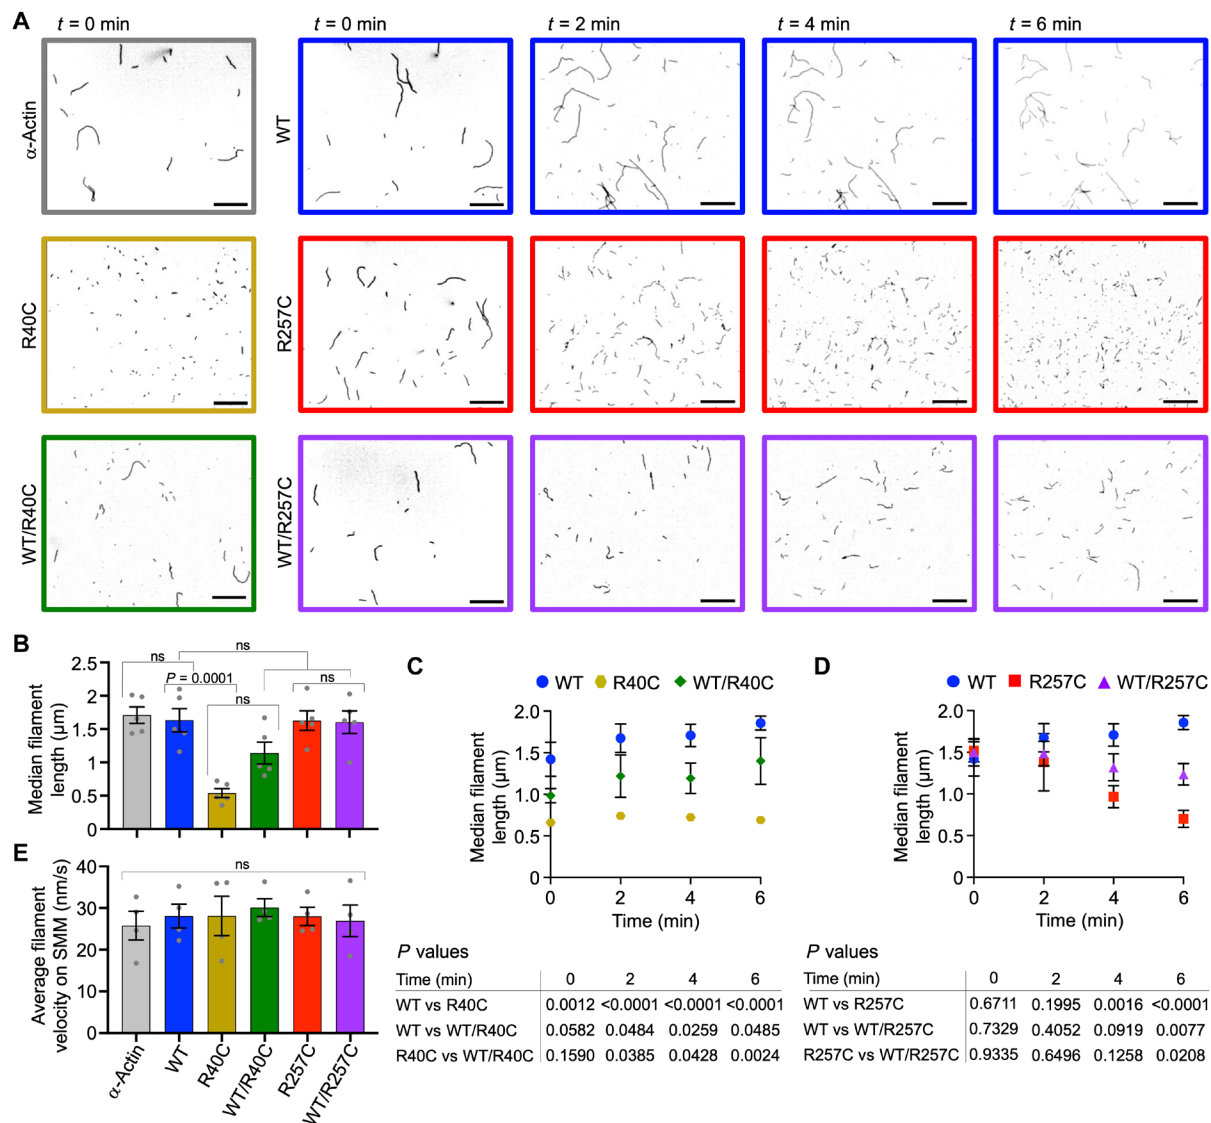 A
t = 0 min
t = 0 min
t = 2 min
t = 4 min
t = 6 min
α-Actin
WT
R40C
R257C
WT/R40C
WT/R257C
B
Median filament
length (μm)
2.5
2
1.5
1
0.5
0
ns
ns
P = 0.0001
ns
ns
C
WT
R40C
WT/R40C
Median filament
length (μm)
2.0
1.5
1.0
0.5
0
0
2
4
6
Time (min)
D
WT
R257C
WT/R257C
Median filament
length (μm)
2.0
1.5
1.0
0.5
0
0
2
4
6
Time (min)
E
Average filament
velocity on SMM (nm/s)
40
30
20
10
0
ns
α-Actin
WT
R40C
WT/R40C
R257C
WT/R257C
P values
Time (min) 0 2 4 6
WT vs R40C 0.0012 <0.0001 <0.0001 <0.0001
WT vs WT/R40C 0.0582 0.0484 0.0259 0.0485
R40C vs WT/R40C 0.1590 0.0385 0.0428 0.0024
P values
Time (min) 0 2 4 6
WT vs R257C 0.6711 0.1995 0.0016 <0.0001
WT vs WT/R257C 0.7329 0.4052 0.0919 0.0077
R257C vs WT/R257C 0.9335 0.6496 0.1258 0.0208